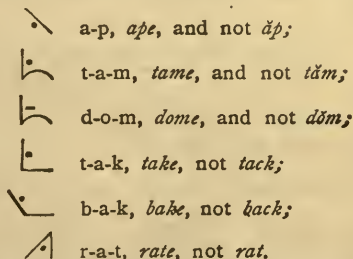 a-p, ape, and not ăp;
t-a-m, tame, and not tăm;
d-o-m, dome, and not dŏm;
t-a-k, take, not tack;
b-a-k, bake, not back;
r-a-t, rate, not rat.